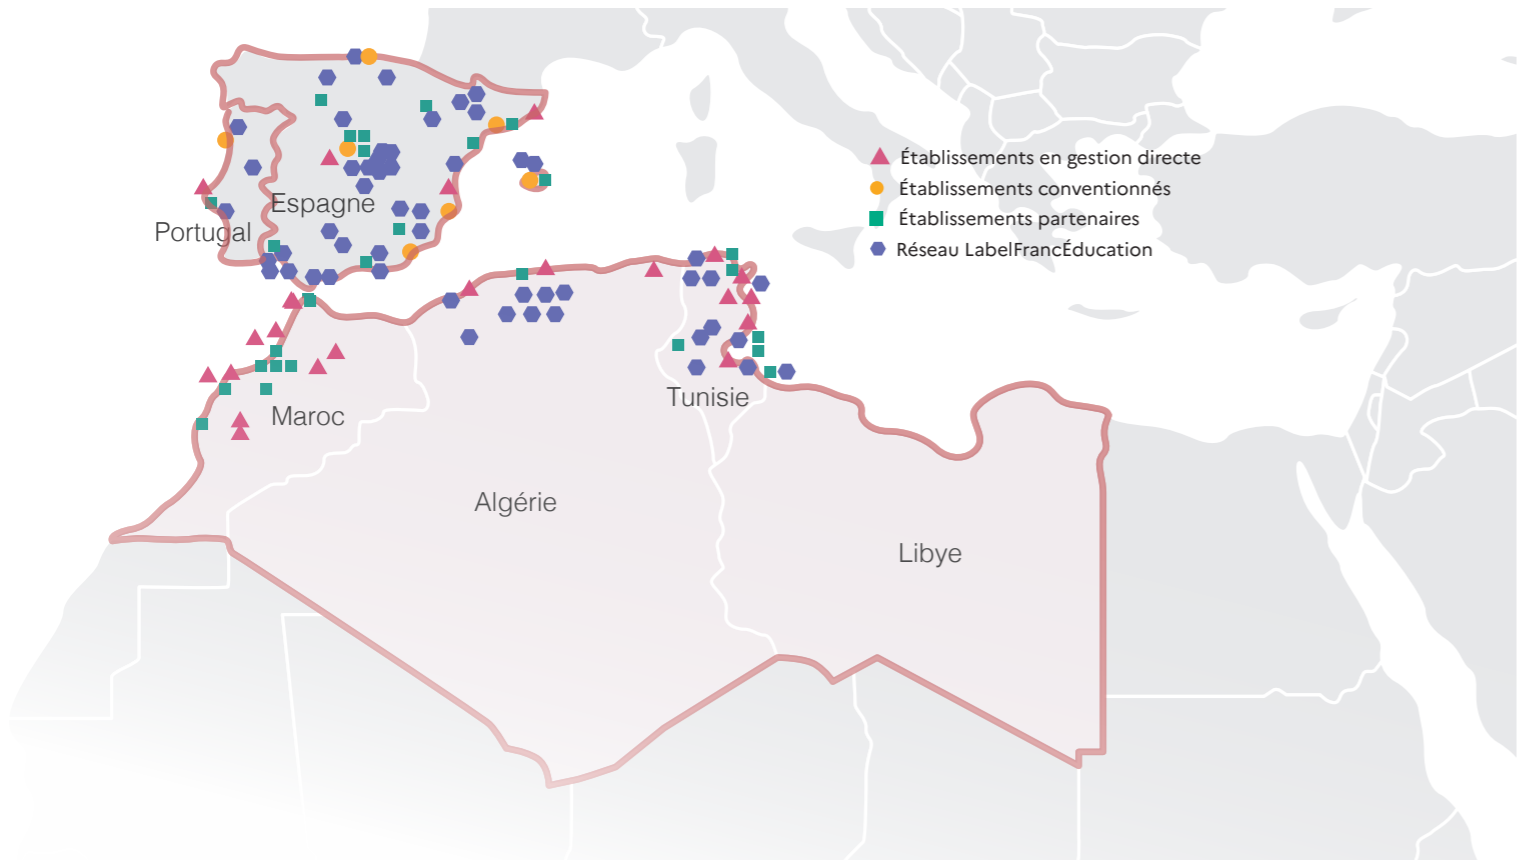 Établissements en gestion directe
Établissements conventionnés
Établissements partenaires
Réseau LabelFrancÉducation
Espagne
Portugal
Tunisie
Maroc
Algérie
Libye